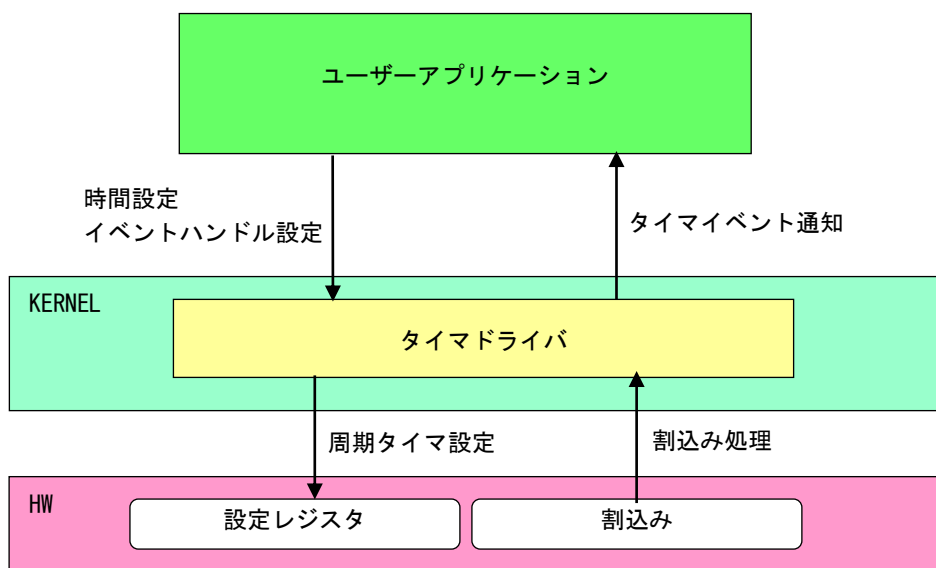 ユーザーアプリケーション
時間設定
イベントハンドル設定
タイマイベント通知
KERNEL
タイマドライバ
周期タイマ設定
割込み処理
HW
設定レジスタ
割込み